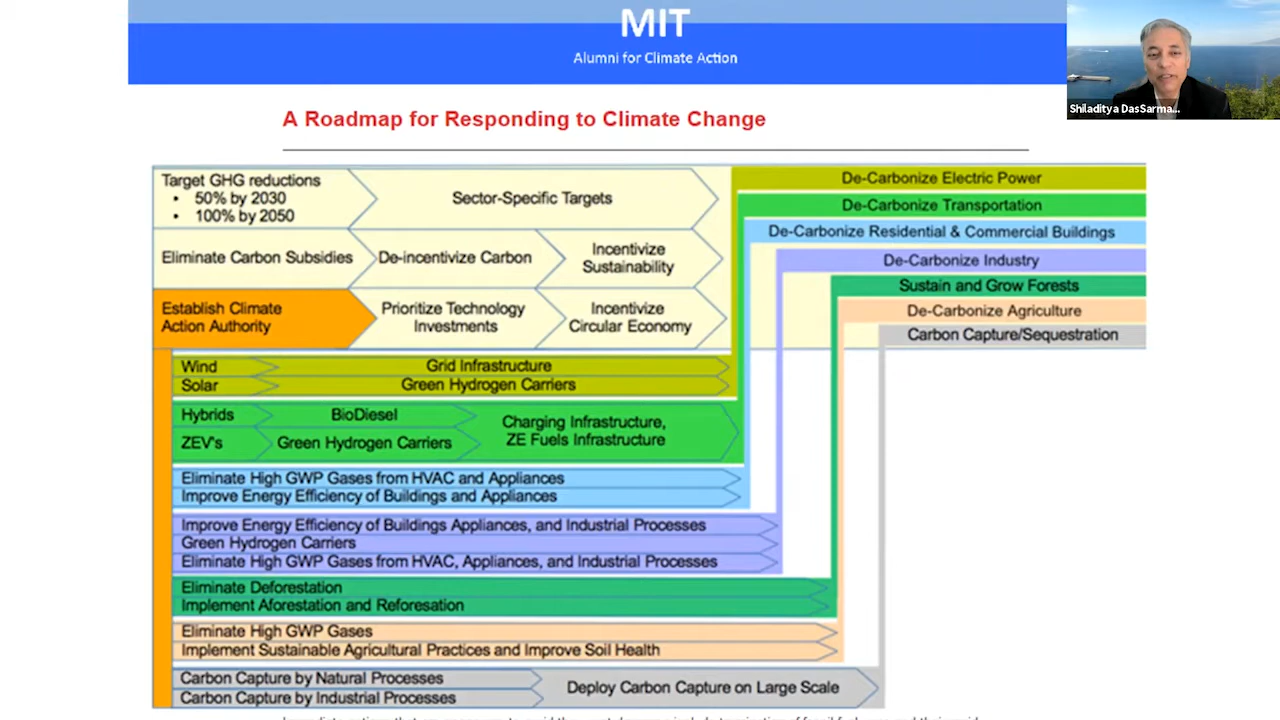 MIT
Alumni for Climate Action
Shiladitya DasSarma...
A Roadmap for Responding to Climate Change
Target GHG reductions
• 50% by 2030
• 100% by 2050
Sector-Specific Targets
Eliminate Carbon Subsidies
De-incentivize Carbon
Incentivize
Sustainability
Establish Climate
Action Authority
Prioritize Technology
Investments
Incentivize
Circular Economy
De-Carbonize Electric Power
De-Carbonize Transportation
De-Carbonize Residential & Commercial Buildings
De-Carbonize Industry
Sustain and Grow Forests
De-Carbonize Agriculture
Carbon Capture/Sequestration
Wind
Grid Infrastructure
Solar
Green Hydrogen Carriers
Hybrids
BioDiesel
ZEV's
Green Hydrogen Carriers
Charging Infrastructure,
ZE Fuels Infrastructure
Eliminate High GWP Gases from HVAC and Appliances
Improve Energy Efficiency of Buildings and Appliances
Improve Energy Efficiency of Buildings Appliances, and Industrial Processes
Green Hydrogen Carriers
Eliminate High GWP Gases from HVAC, Appliances, and Industrial Processes
Eliminate Deforestation
Implement Aforestation and Reforesation
Eliminate High GWP Gases
Implement Sustainable Agricultural Practices and Improve Soil Health
Carbon Capture by Natural Processes
Carbon Capture by Industrial Processes
Deploy Carbon Capture on Large Scale